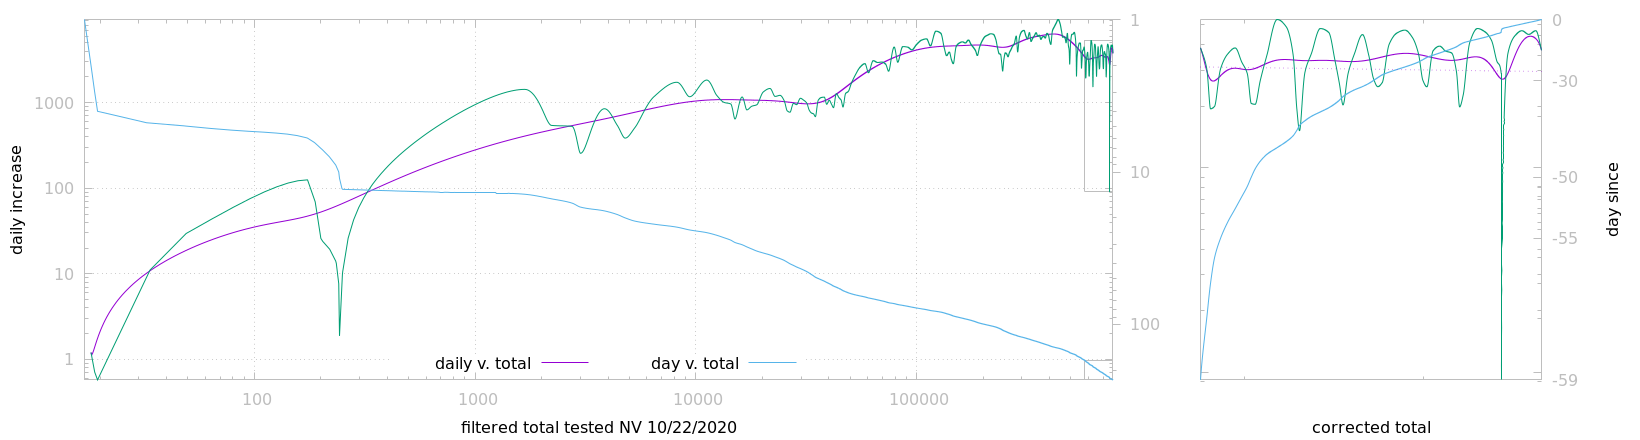 daily increase
1000
100
10
1
100
1000
10000
100000
1
10
100
daily v. total
day v. total
filtered total tested NV 10/22/2020
0
-30
-50
-55
-59
day since
corrected total